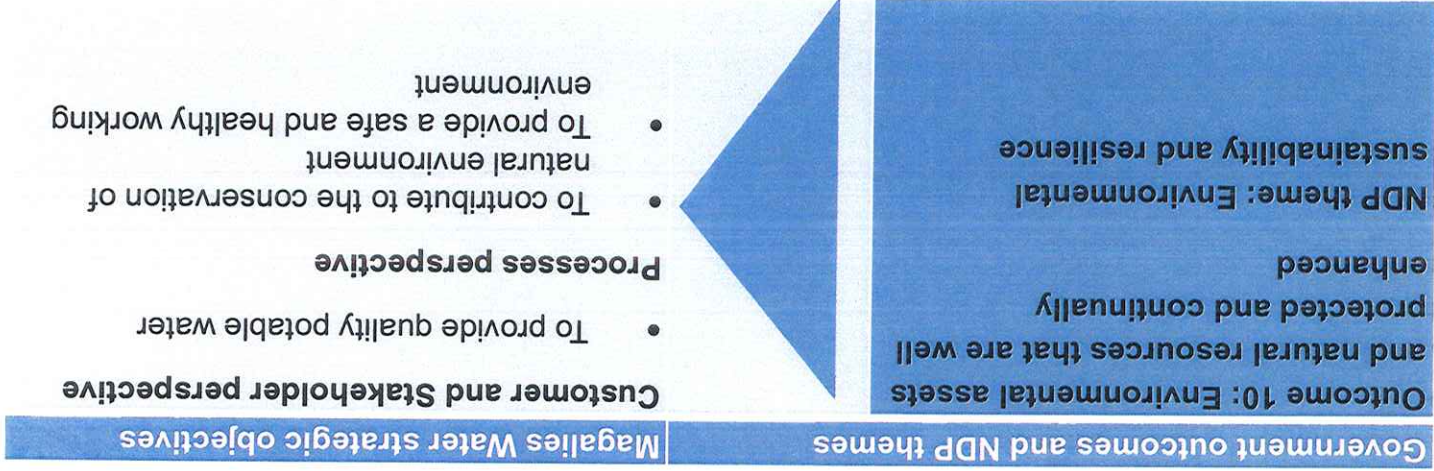 Government outcomes and NDP themes
Magalies Water strategic objectives
Outcome 10: Environmental assets
and natural resources that are well
protected and continually
enhanced
NDP theme: Environmental
sustainability and resilience
Customer and Stakeholder perspective
• To provide quality potable water
Processes perspective
• To contribute to the conservation of
natural environment
• To provide a safe and healthy working
environment